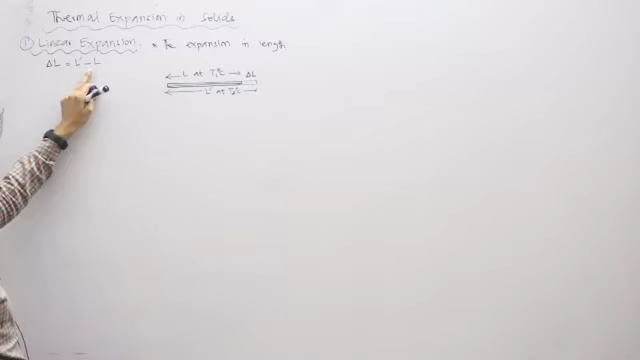 Thermal Expansion in Solids
① Linear Expansion: * The expansion in length
ΔL = L' - L
L at T₁°C ΔL
L' at T₂°C